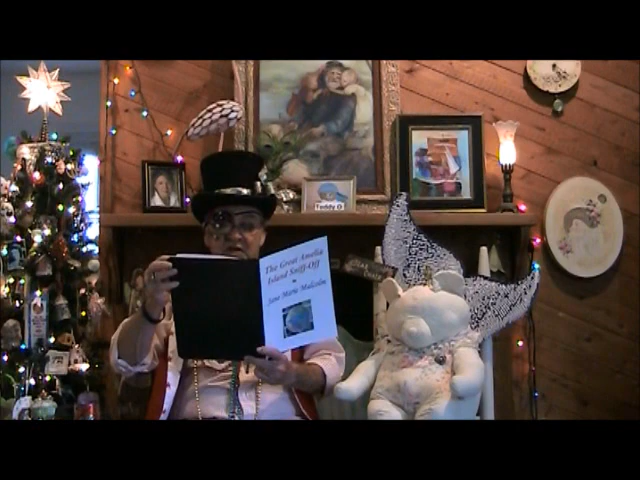 The Great Amelia
Island Sniff-Off
by
Jane Marie Malcolm
Teddy O